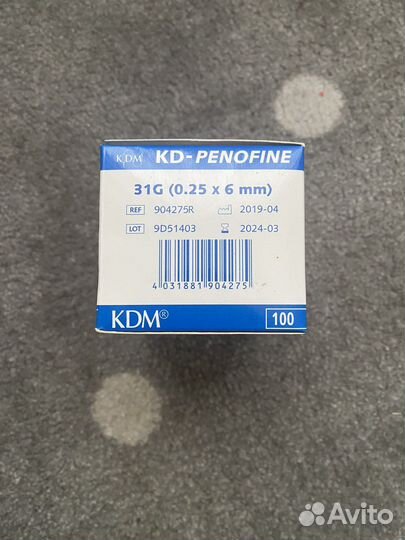 KDM KD-PENOFINE
31G (0.25 x 6 mm)
REF 904275R 2019-04
LOT 9D51403 2024-03
4 031881 904275
KDM® 100
Avito